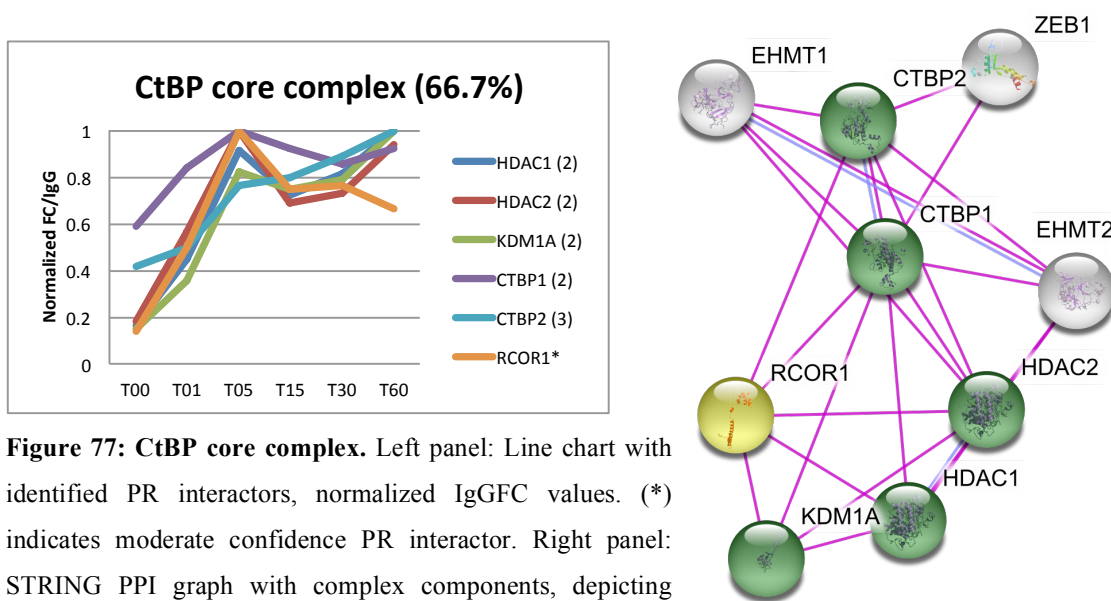 CtBP core complex (66.7%)
Normalized FC/IgG
1
0.8
0.6
0.4
0.2
0
T00 T01 T05 T15 T30 T60
HDAC1 (2)
HDAC2 (2)
KDM1A (2)
CTBP1 (2)
CTBP2 (3)
RCOR1*
Figure 77: CtBP core complex. Left panel: Line chart with
identified PR interactors, normalized IgGFC values. (*)
indicates moderate confidence PR interactor. Right panel:
STRING PPI graph with complex components, depicting
ZEB1
EHMT1
CTBP2
CTBP1
EHMT2
HDAC2
RCOR1
HDAC1
KDM1A